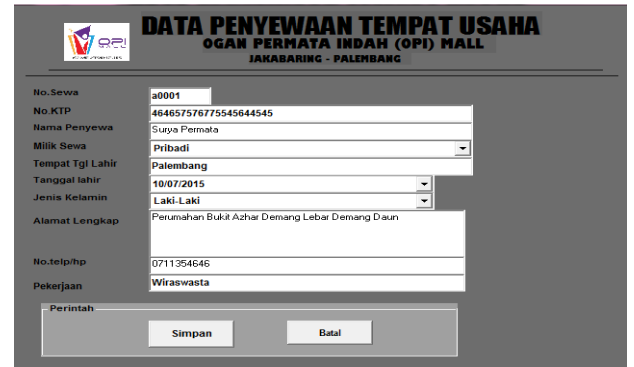 DATA PENYEWAAN TEMPAT USAHA
OPI
OGAN PERMATA INDAH (OPI) MALL
JAKABARING - PALEMBANG
No.Sewa a0001
No.KTP 464657576775545644545
Nama Penyewa Surya Permata
Milik Sewa Pribadi
Tempat Tgl Lahir Palembang
Tanggal lahir 10/07/2015
Jenis Kelamin Laki-Laki
Alamat Lengkap Perumahan Bukit Azhar Demang Lebar Demang Daun
No.telp/hp 0711354646
Pekerjaan Wiraswasta
Perintah
Simpan Batal